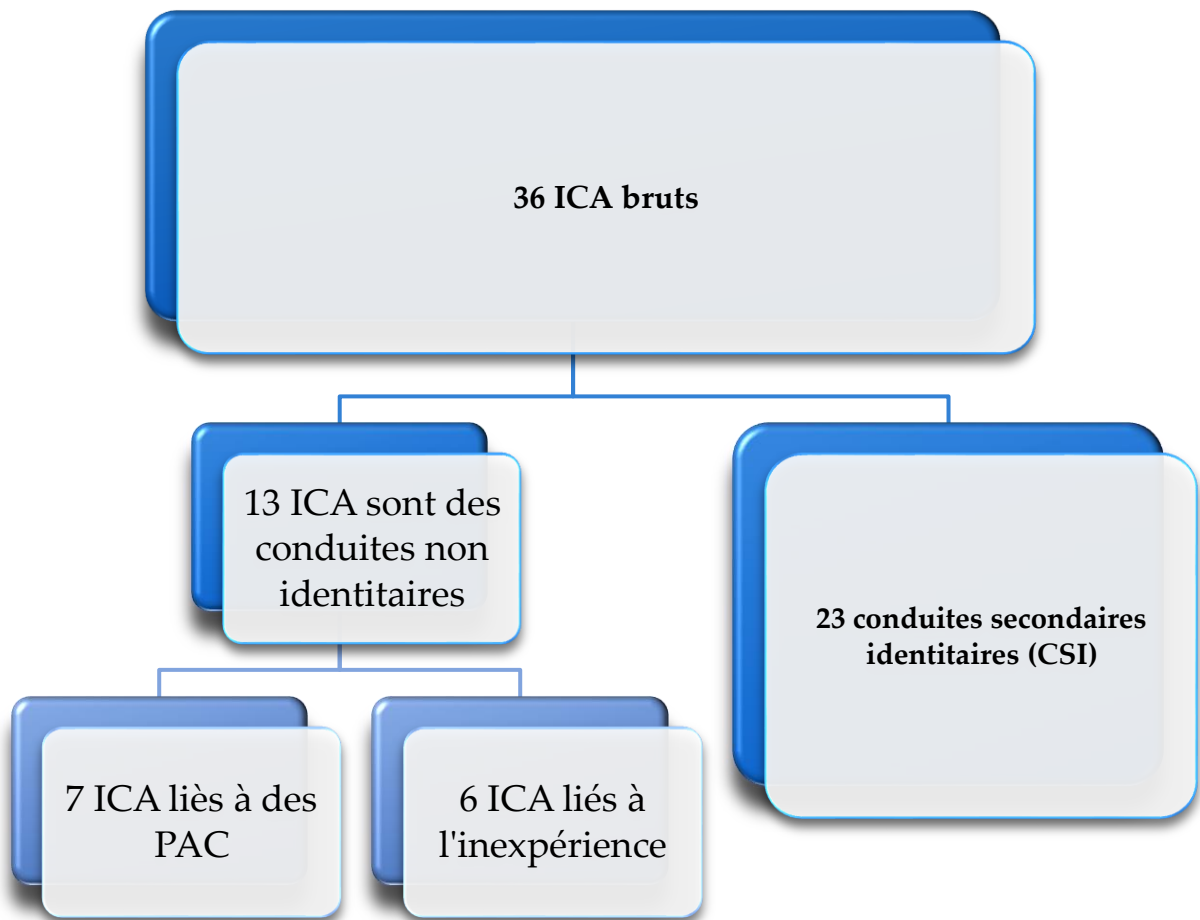 36 ICA bruts
13 ICA sont des
conduites non
identitaires
23 conduites secondaires
identitaires (CSI)
7 ICA liès à des
PAC
6 ICA liés à
l'inexpérience